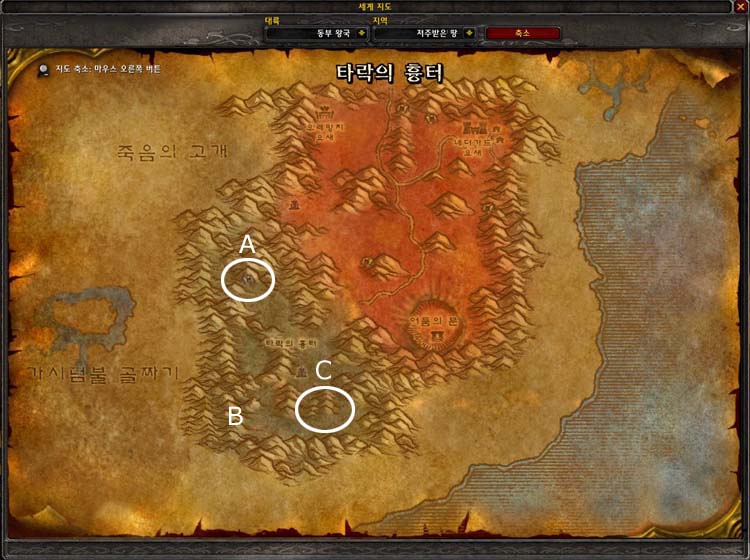 세계 지도
대륙
지역
동부 왕국
저주받은 땅
축소
지도 축소: 마우스 오른쪽 버튼
타락의 흉터
요새
네더가드
요새
죽음의 고개
A
어둠의 문
타락의 흉터
가시덤불 골짜기
C
B